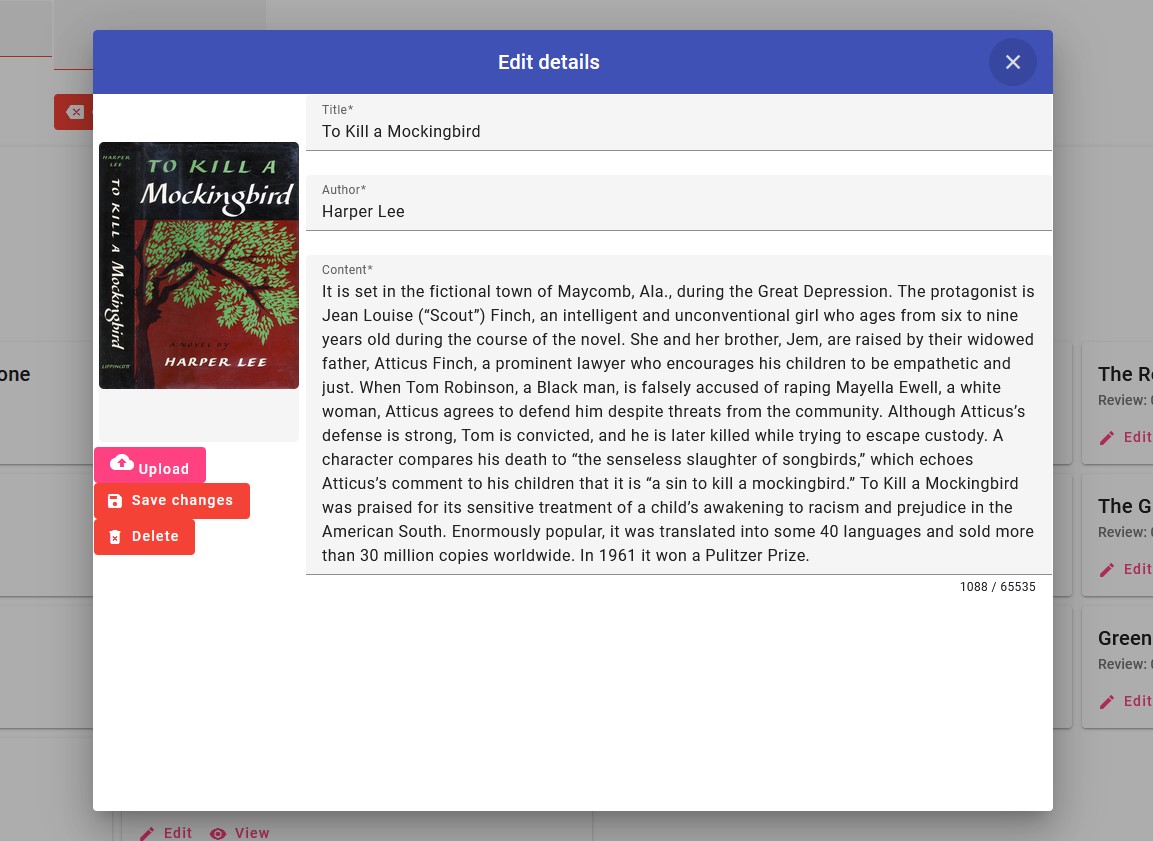 Edit details
Title*
To Kill a Mockingbird
Author*
Harper Lee
Content*
It is set in the fictional town of Maycomb, Ala., during the Great Depression. The protagonist is
Jean Louise (“Scout”) Finch, an intelligent and unconventional girl who ages from six to nine
years old during the course of the novel. She and her brother, Jem, are raised by their widowed
father, Atticus Finch, a prominent lawyer who encourages his children to be empathetic and
just. When Tom Robinson, a Black man, is falsely accused of raping Mayella Ewell, a white
woman, Atticus agrees to defend him despite threats from the community. Although Atticus’s
defense is strong, Tom is convicted, and he is later killed while trying to escape custody. A
character compares his death to “the senseless slaughter of songbirds,” which echoes
Atticus’s comment to his children that it is “a sin to kill a mockingbird.” To Kill a Mockingbird
was praised for its sensitive treatment of a child’s awakening to racism and prejudice in the
American South. Enormously popular, it was translated into some 40 languages and sold more
than 30 million copies worldwide. In 1961 it won a Pulitzer Prize.
1088 / 65535
HARPER
LEE
TO KILL A
Mockingbird
LIPPINCOTT
TO KILL A
Mockingbird
A NOVEL BY
HARPER LEE
Upload
Save changes
Delete
one
The R
Review:
Edit
The G
Review:
Edit
Green
Review:
Edit
Edit
View